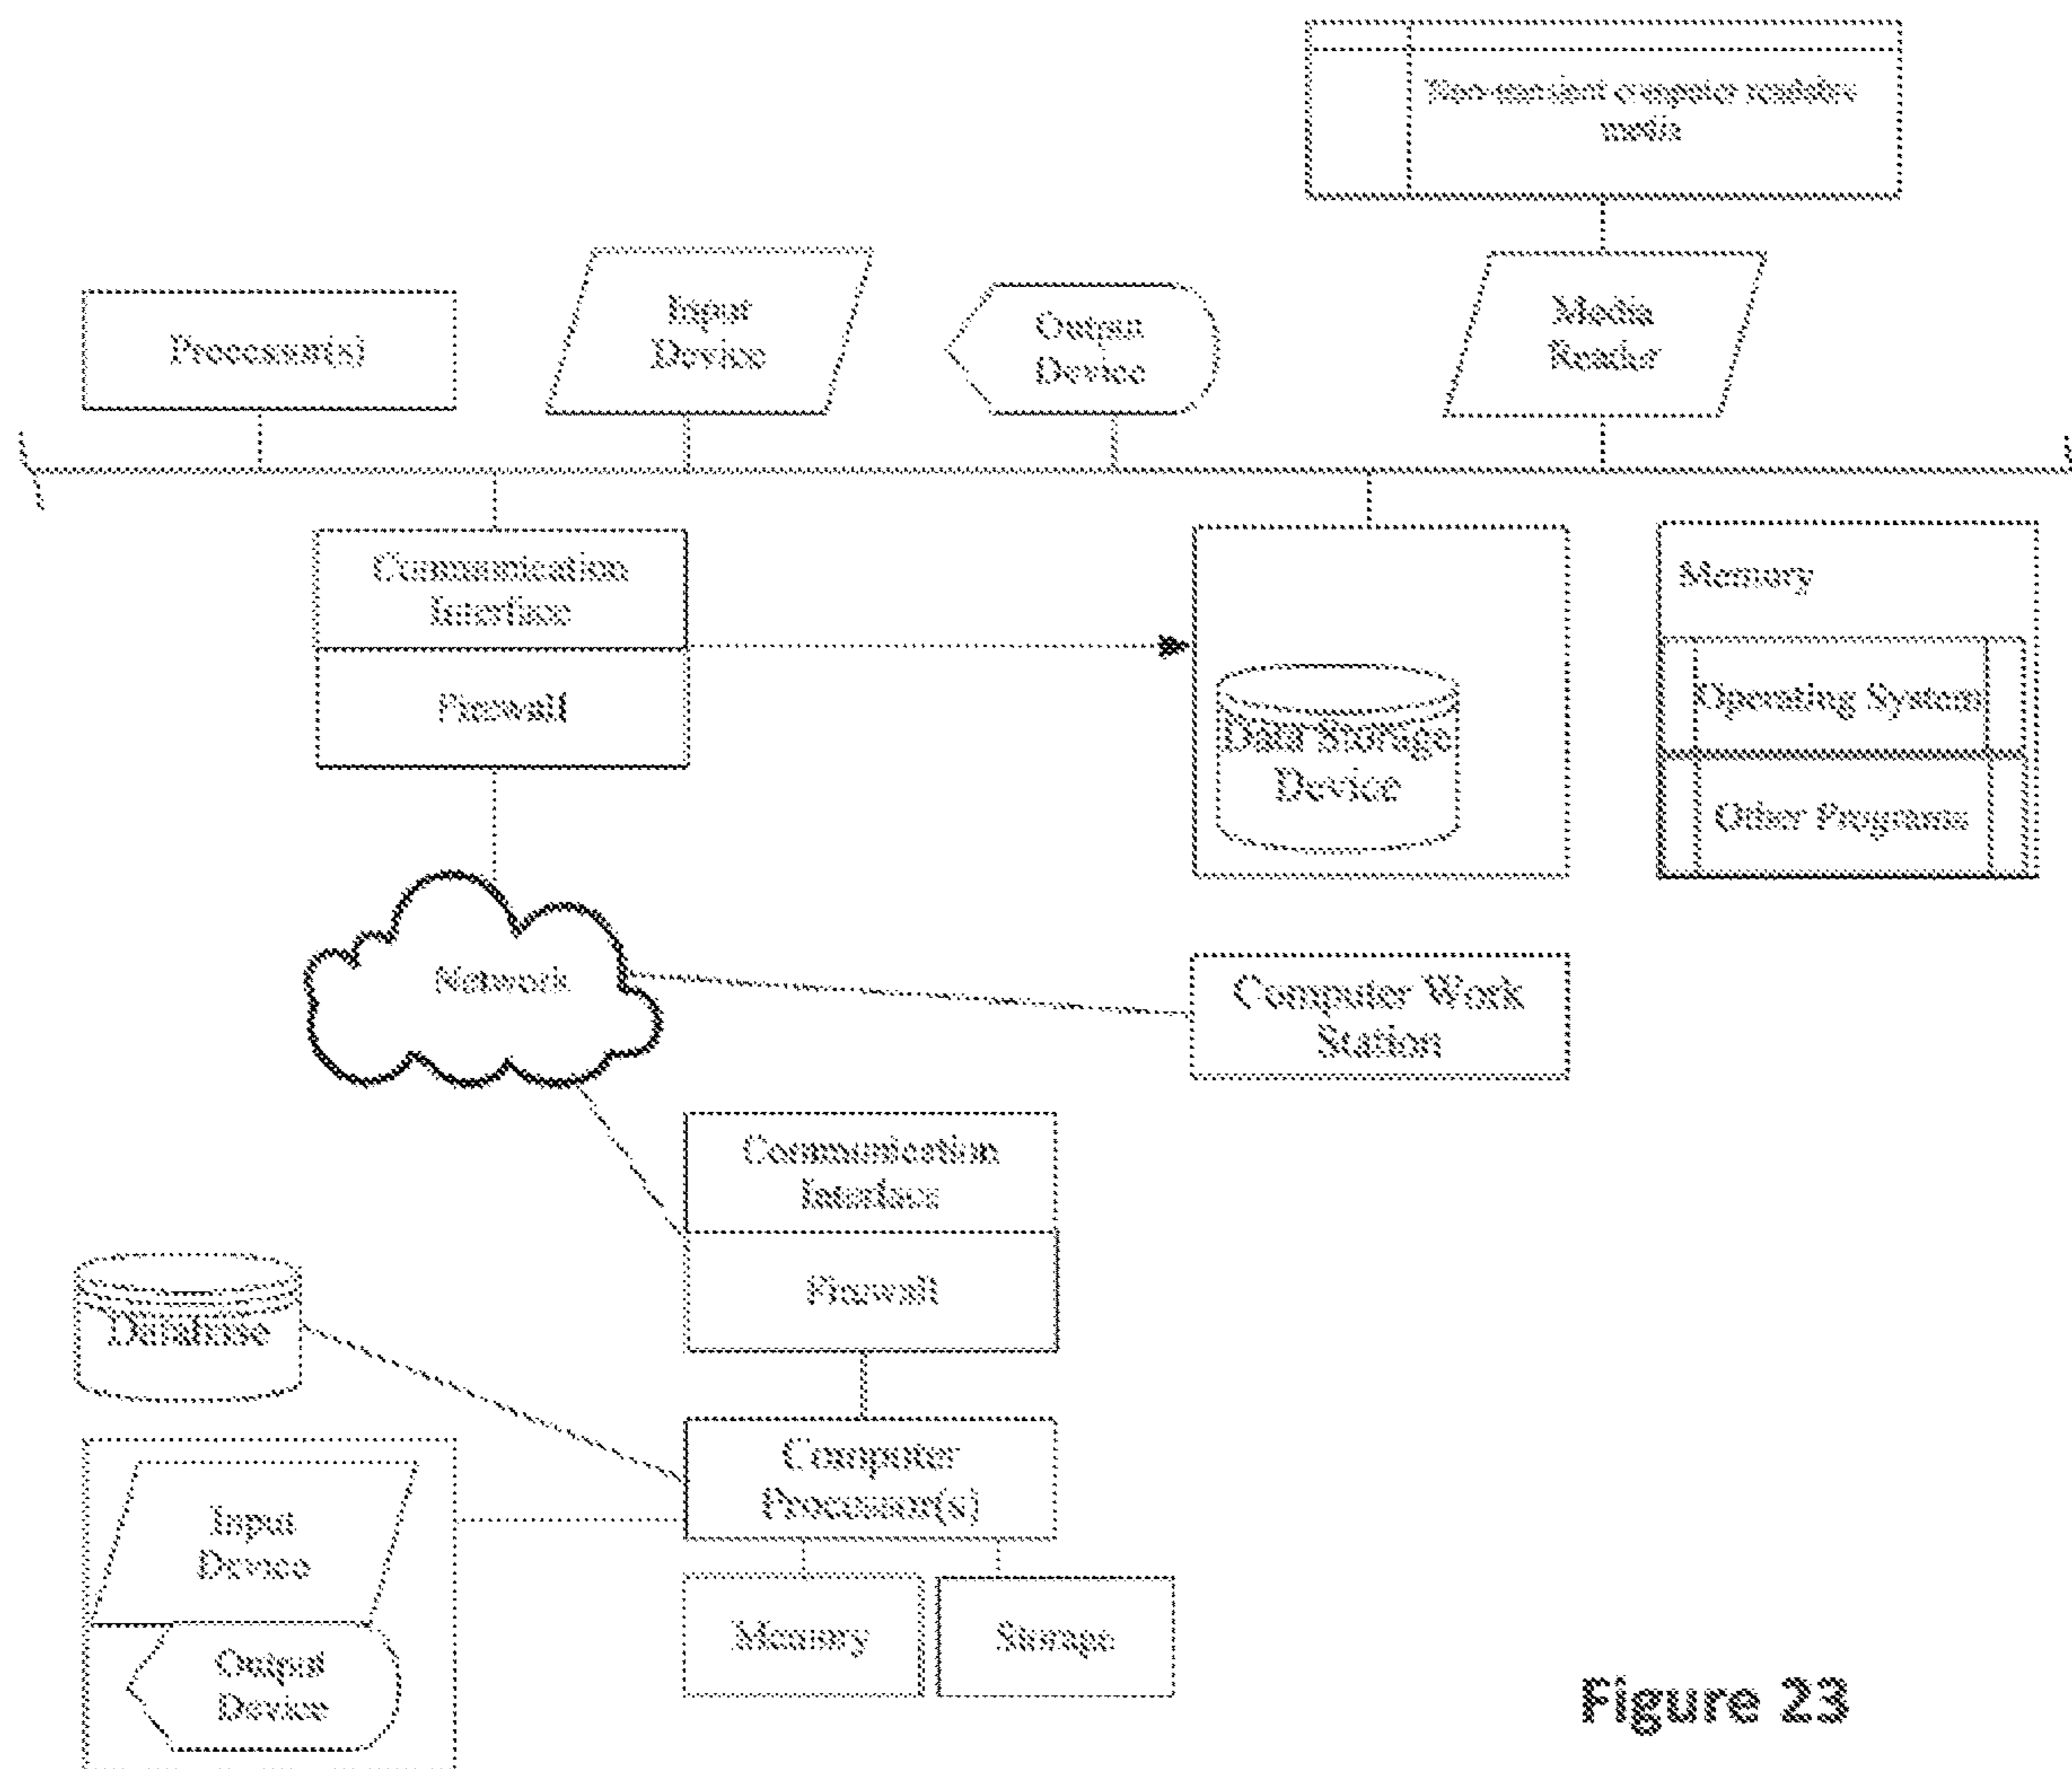 Non-transient computer readable
media
Processor(s)
Input
Device
Output
Device
Media
Reader
Communication
Interface
Firewall
Memory
Operating System
Other Programs
Data Storage
Device
Network
Computer Work
Station
Communication
Interface
Firewall
Database
Computer
Processor(s)
Input
Device
Output
Device
Memory
Storage
Figure 23